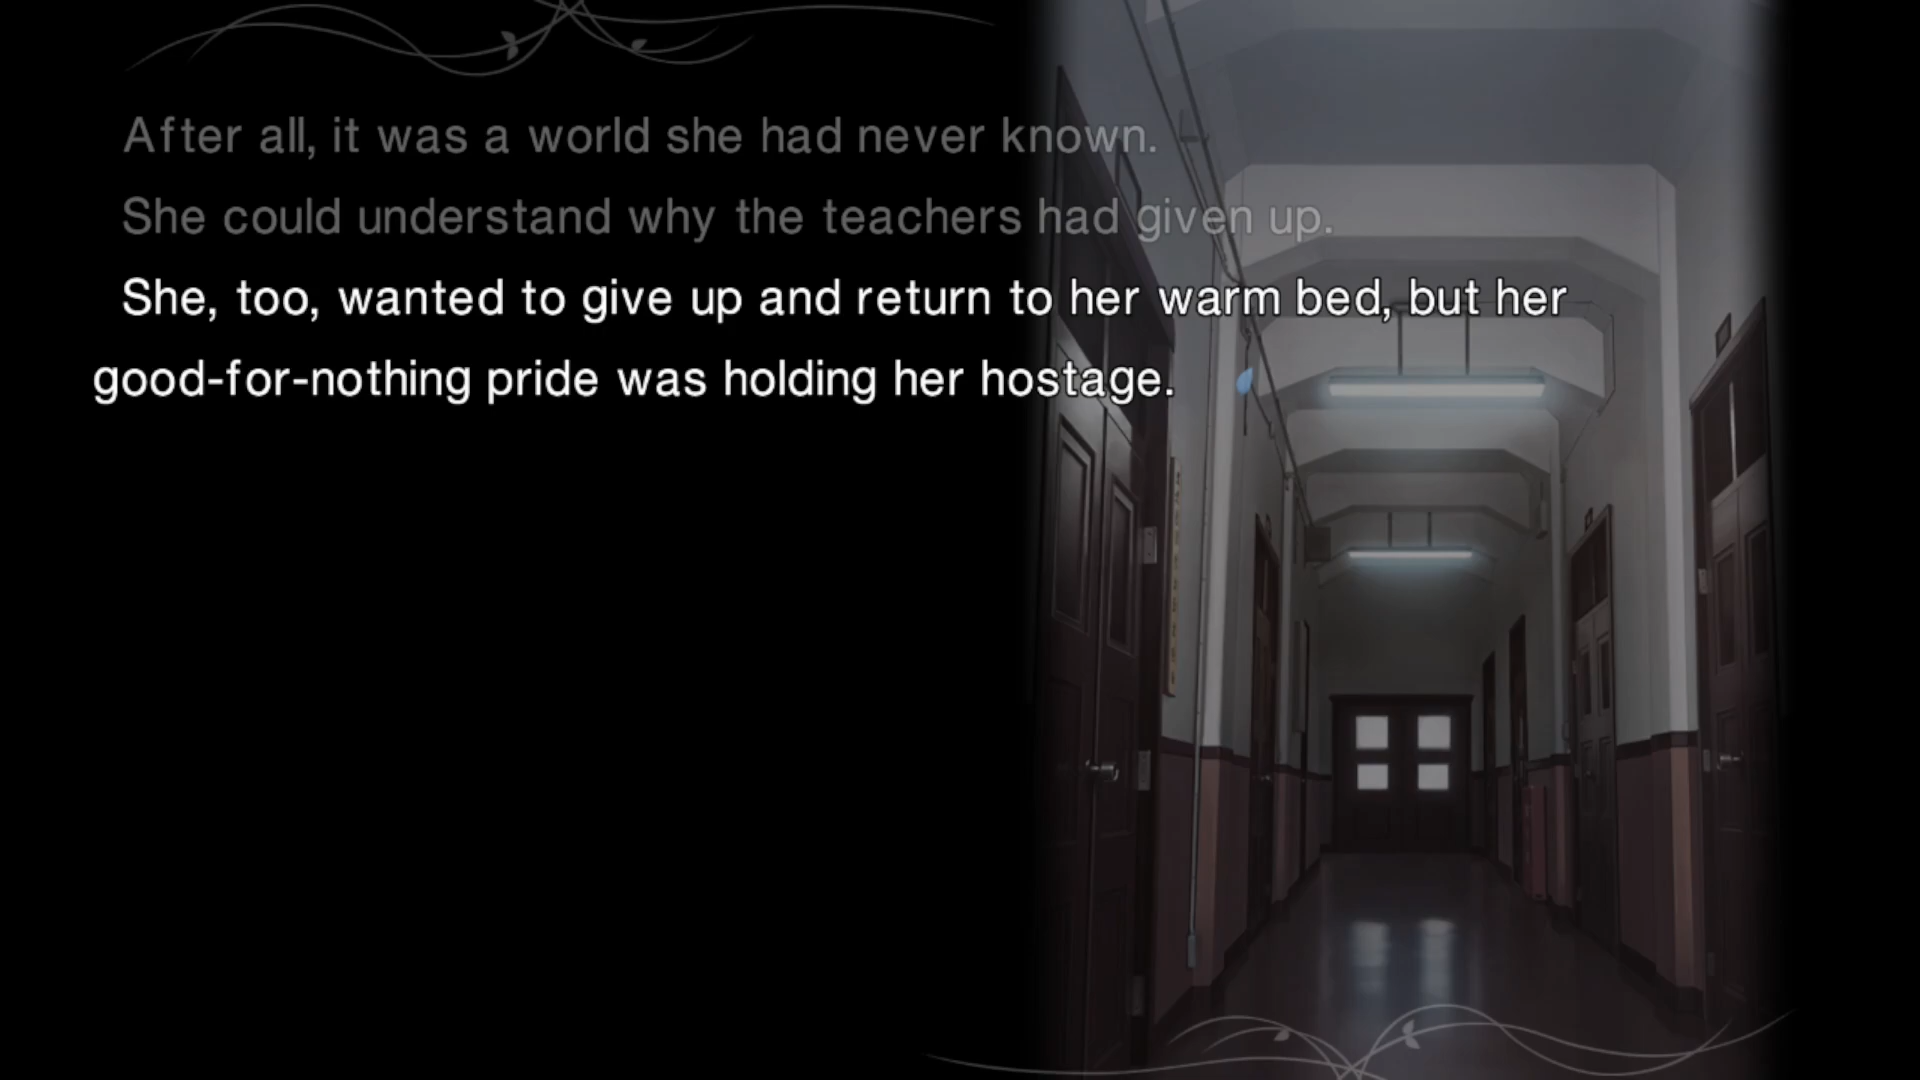 After all, it was a world she had never known.
She could understand why the teachers had given up.
She, too, wanted to give up and return to her warm bed, but her
good-for-nothing pride was holding her hostage.